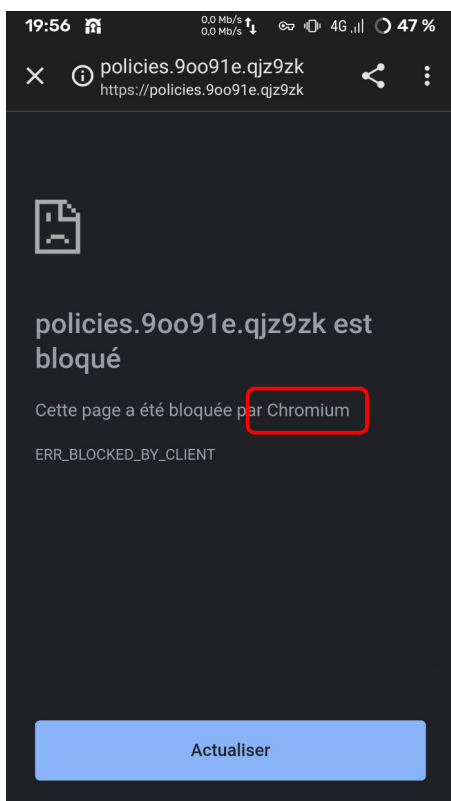 19:56 0,0 Mb/s 4G 47 %
0,0 Mb/s
policies.9oo91e.qjz9zk
https://policies.9oo91e.qjz9zk
policies.9oo91e.qjz9zk est
bloqué
Cette page a été bloquée par Chromium
ERR_BLOCKED_BY_CLIENT
Actualiser